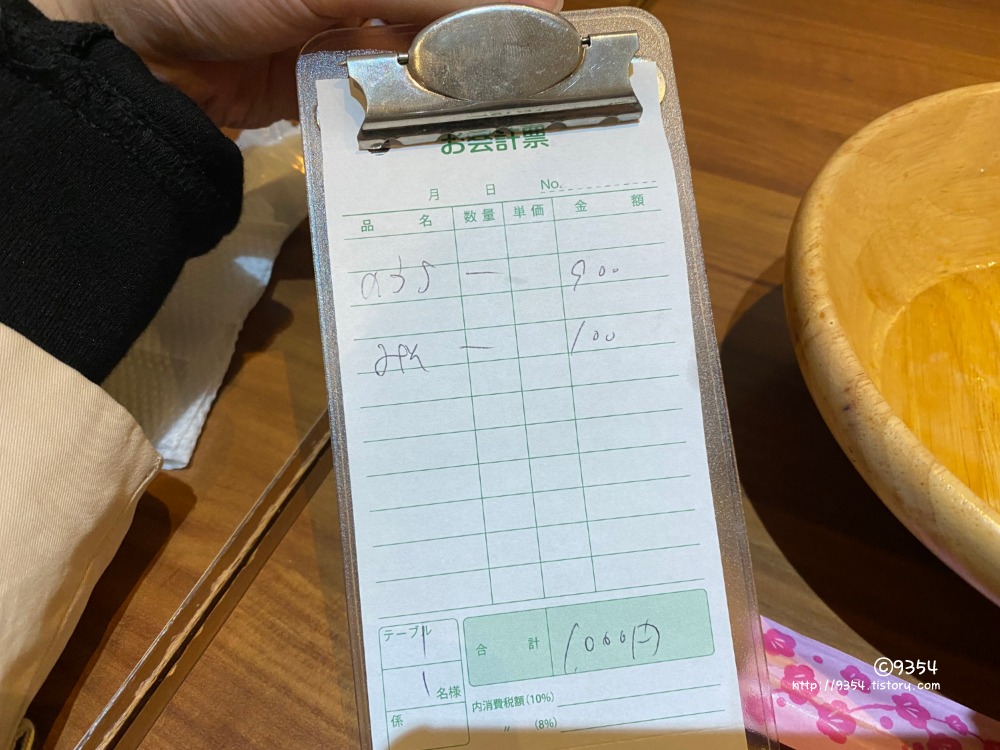 お会計票
月 日 No.
品 名 数量 単価 金 額
一 900
一 100
テーブル 1
合 計 1000円
1 名様
内消費税額(10%)
係
〃 (8%)
©9354
http://9354.tistory.com